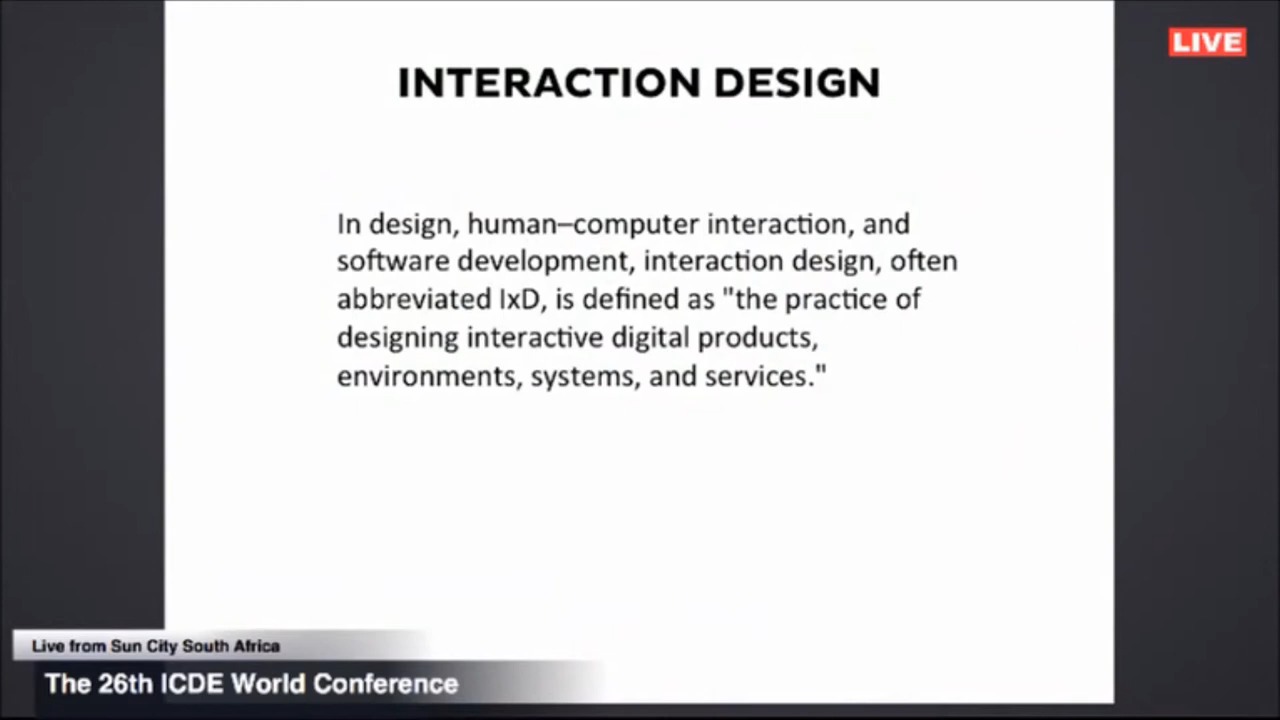 LIVE
INTERACTION DESIGN
In design, human–computer interaction, and
software development, interaction design, often
abbreviated IxD, is defined as "the practice of
designing interactive digital products,
environments, systems, and services."
Live from Sun City South Africa
The 26th ICDE World Conference